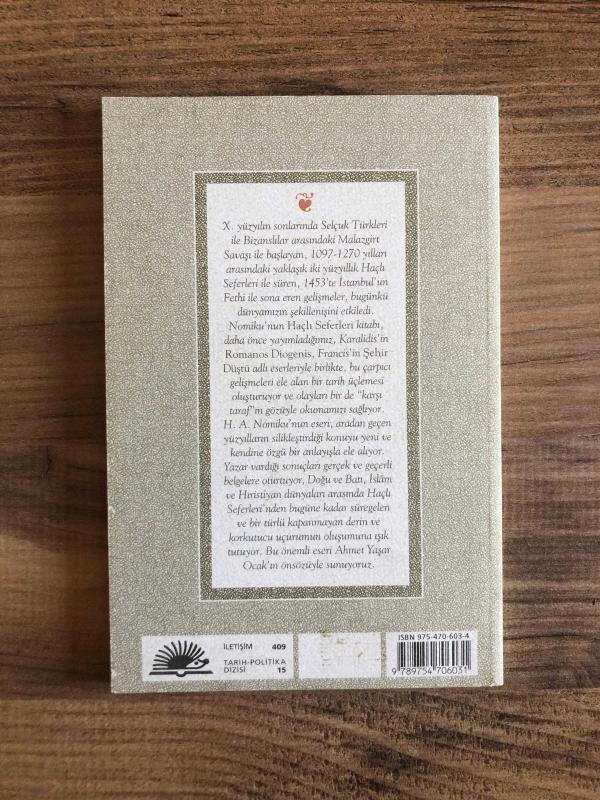 X. yüzyılın sonlarında Selçuk Türkleri
ile Bizanslılar arasındaki Malazgirt
Savaşı ile başlayan, 1097-1270 yılları
arasındaki yaklaşık iki yüzyıllık Haçlı
Seferleri ile süren, 1453'te İstanbul'un
Fethi ile sona eren gelişmeler, bugünkü
dünyamızın şekillenişini etkiledi.
Nomiku'nun Haçlı Seferleri kitabı,
daha önce yayımladığımız, Karalidis'in
Romanos Diogenis, Francis'in Şehir
Düştü adlı eserleriyle birlikte, bu çarpıcı
gelişmeleri ele alan bir tarih üçlemesi
oluşturuyor ve olayları bir de "karşı
taraf"ın gözüyle okumamızı sağlıyor.
H. A. Nomiku'nun eseri, aradan geçen
yüzyılların silikleştirdiği konuyu yeni ve
kendine özgü bir anlayışla ele alıyor.
Yazar vardığı sonuçları gerçek ve geçerli
belgelere oturtuyor, Doğu ve Batı, İslâm
ve Hıristiyan dünyaları arasında Haçlı
Seferleri'nden bugüne kadar süregelen
ve bir türlü kapanmayan derin ve
korkutucu uçurumun oluşumuna ışık
tutuyor. Bu önemli eseri Ahmet Yaşar
Ocak'ın önsözüyle sunuyoruz.
İLETİŞİM 409
TARİH-POLİTİKA
DİZİSİ 15
ISBN 975-470-603-4
9 789754 706031